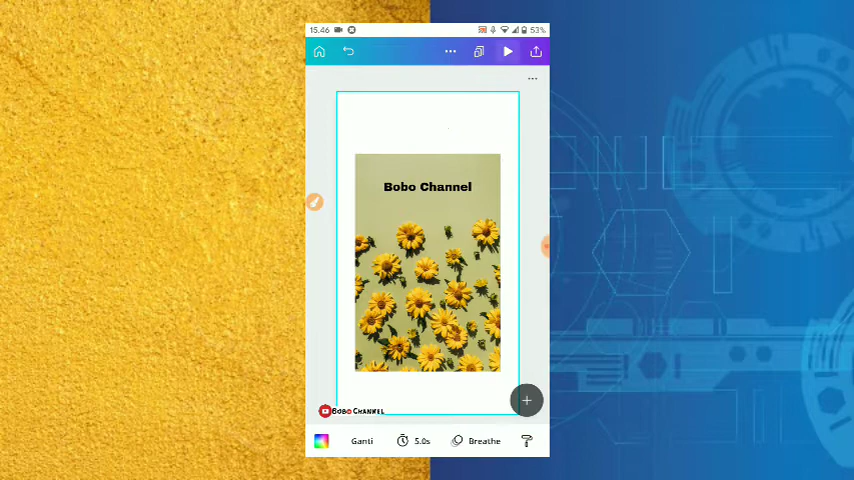 15.46
53%
Bobo Channel
BOBO CHANNEL
Ganti
5.0s
Breathe